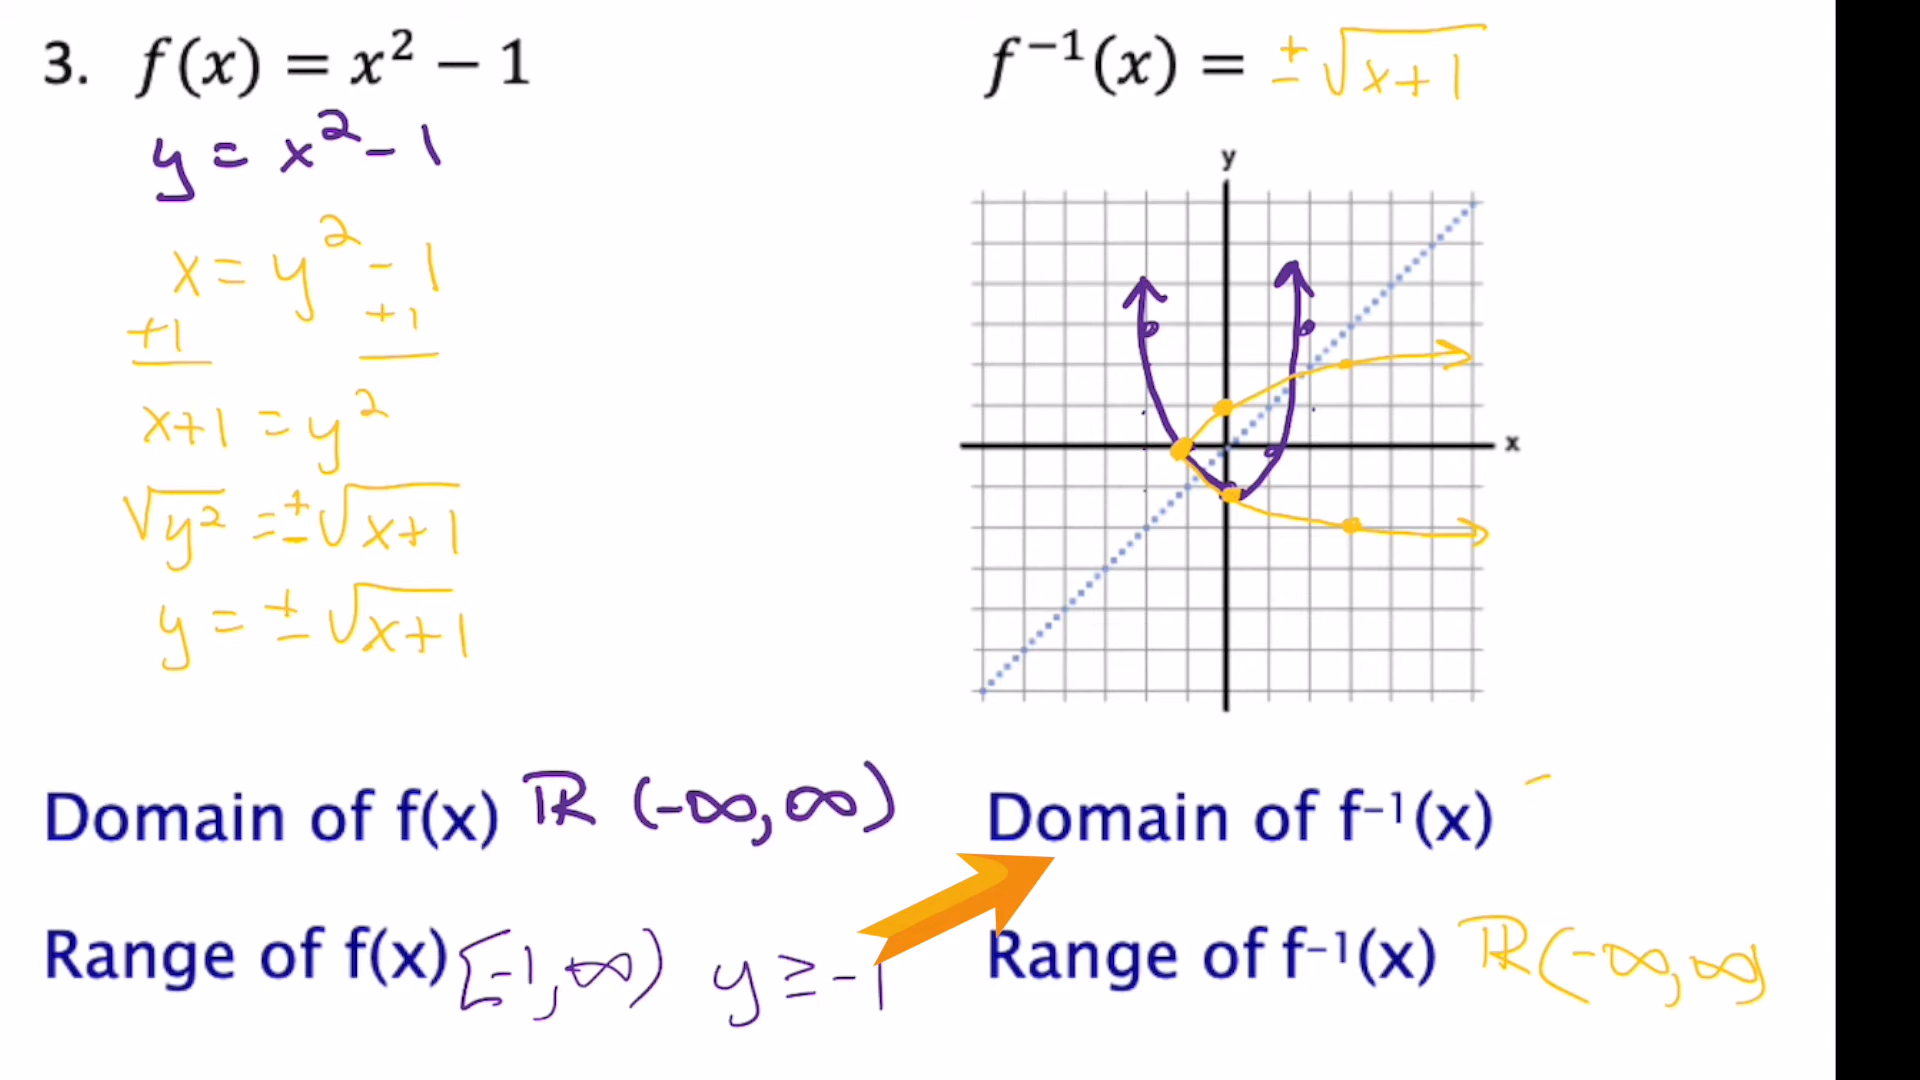 3. f(x) = x² − 1
y = x² - 1
x = y² - 1
+1 +1
x+1 = y²
√y² = ±√x+1
y = ±√x+1
f⁻¹(x) = ±√x+1
y
x
Domain of f(x) ℝ (-∞, ∞)
Range of f(x) [-1, ∞) y ≥ -1
Domain of f⁻¹(x)
Range of f⁻¹(x) ℝ (-∞, ∞)